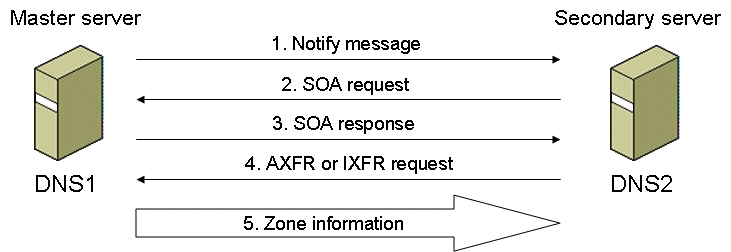 Master server
Secondary server
1. Notify message
2. SOA request
3. SOA response
4. AXFR or IXFR request
DNS1
DNS2
5. Zone information